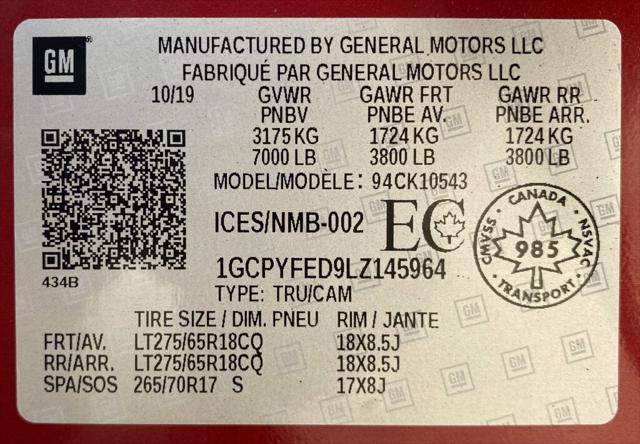 GM
MANUFACTURED BY GENERAL MOTORS LLC
FABRIQUÉ PAR GENERAL MOTORS LLC
10/19 GVWR GAWR FRT GAWR RR
PNBV PNBE AV. PNBE ARR.
3175 KG 1724 KG 1724 KG
7000 LB 3800 LB 3800 LB
MODEL/MODÈLE: 94CK10543
ICES/NMB-002 EC
CANADA
CMVSS 985 NSVAC
TRANSPORT
1GCPYFED9LZ145964
434B
TYPE: TRU/CAM
TIRE SIZE / DIM. PNEU RIM / JANTE
FRT/AV. LT275/65R18CQ 18X8.5J
RR/ARR. LT275/65R18CQ 18X8.5J
SPA/SOS 265/70R17 S 17X8J